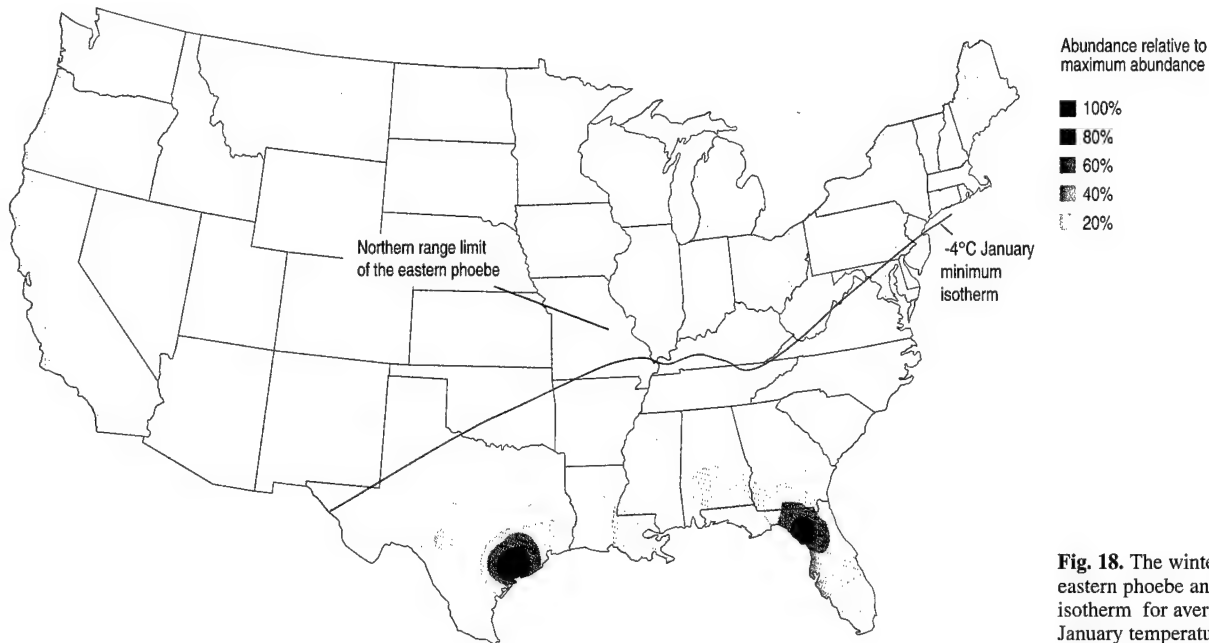 Abundance relative to
maximum abundance
100%
80%
60%
40%
20%
Northern range limit
of the eastern phoebe
-4°C January
minimum
isotherm
Fig. 18. The winte
eastern phoebe an
isotherm for aver
January temperatu